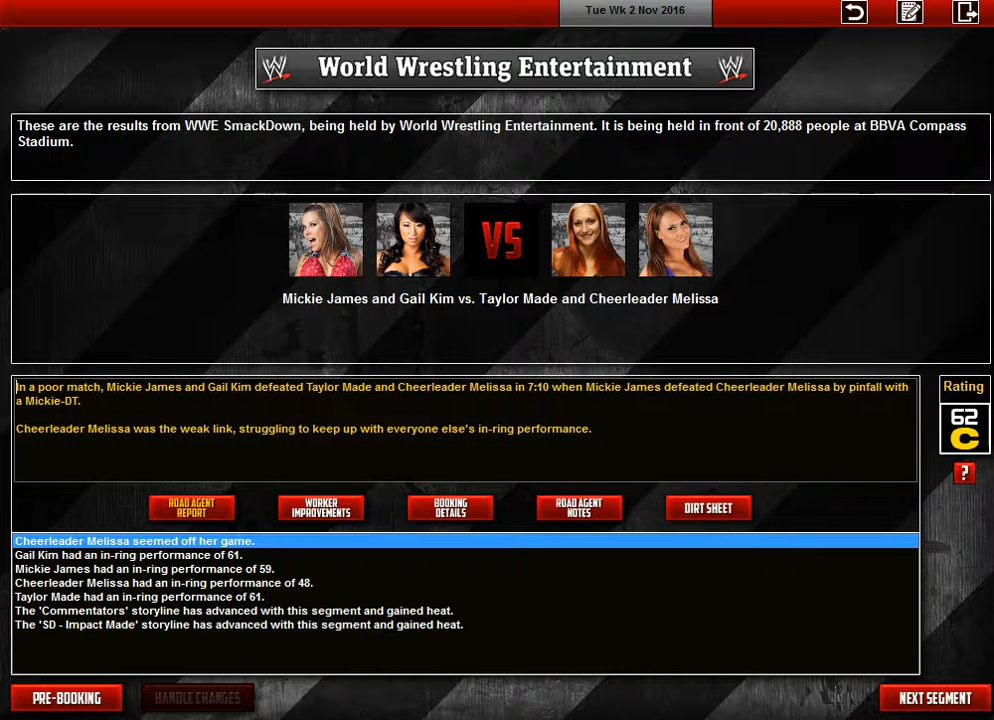 Tue Wk 2 Nov 2016
World Wrestling Entertainment
These are the results from WWE SmackDown, being held by World Wrestling Entertainment. It is being held in front of 20,888 people at BBVA Compass
Stadium.
VS
Mickie James and Gail Kim vs. Taylor Made and Cheerleader Melissa
In a poor match, Mickie James and Gail Kim defeated Taylor Made and Cheerleader Melissa in 7:10 when Mickie James defeated Cheerleader Melissa by pinfall with
a Mickie-DT.
Cheerleader Melissa was the weak link, struggling to keep up with everyone else's in-ring performance.
Rating
62
C
?
ROAD AGENT
REPORT
WORKER
IMPROVEMENTS
BOOKING
DETAILS
ROAD AGENT
NOTES
DIRT SHEET
Cheerleader Melissa seemed off her game.
Gail Kim had an in-ring performance of 61.
Mickie James had an in-ring performance of 59.
Cheerleader Melissa had an in-ring performance of 48.
Taylor Made had an in-ring performance of 61.
The 'Commentators' storyline has advanced with this segment and gained heat.
The 'SD - Impact Made' storyline has advanced with this segment and gained heat.
PRE-BOOKING
HANDLE CHANGES
NEXT SEGMENT